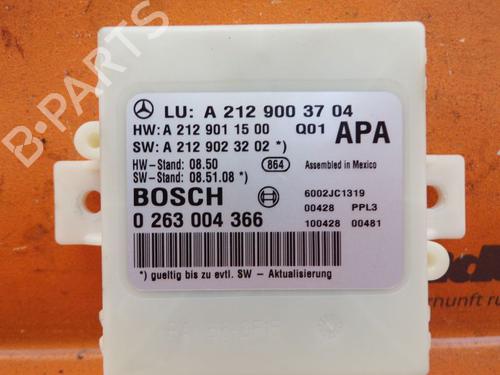 B-PARTS
LU: A 212 900 37 04
HW: A 212 901 15 00 Q01 APA
SW: A 212 902 32 02 *)
HW-Stand: 08.50 864 Assembled in Mexico
SW-Stand: 08.51.08 *)
BOSCH 6002JC1319
00428 PPL3
0 263 004 366 100428 00481
*) gueltig bis zu evtl. SW - Aktualisierung
ernunft ru